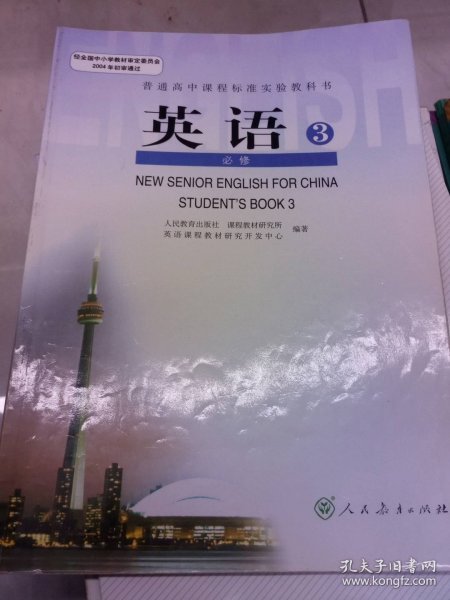 经全国中小学教材审定委员会
2004年初审通过
普通高中课程标准实验教科书
英语 3
必修
NEW SENIOR ENGLISH FOR CHINA
STUDENT'S BOOK 3
人民教育出版社 课程教材研究所
英语课程教材研究开发中心
编著
人民教育出版社
孔夫子旧书网
www.kongfz.com